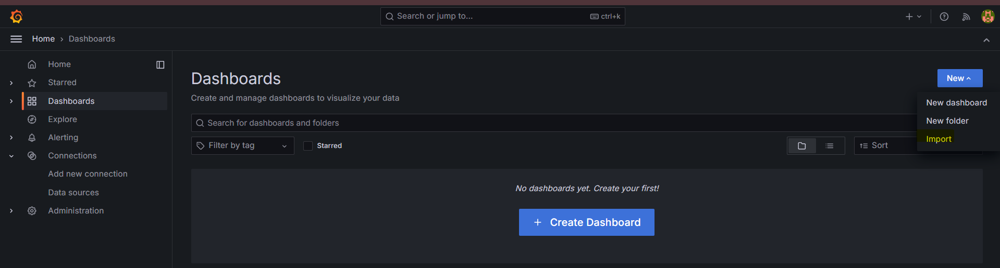 Search or jump to...
ctrl+k
Home
Dashboards
Home
Starred
Dashboards
Explore
Alerting
Connections
Add new connection
Data sources
Administration
Dashboards
Create and manage dashboards to visualize your data
New
New dashboard
New folder
Import
Search for dashboards and folders
Filter by tag
Starred
Sort
No dashboards yet. Create your first!
Create Dashboard